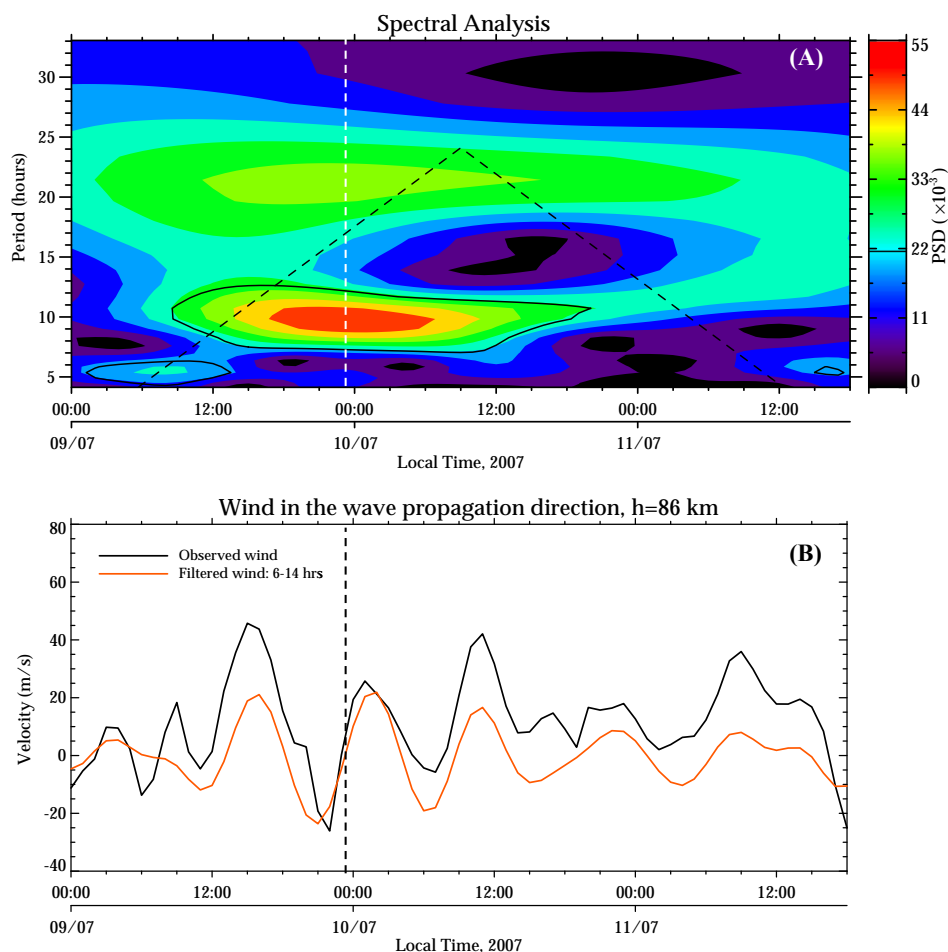 Spectral Analysis
(A)
Period (hours)
30
25
20
15
10
5
55
44
33
22
11
0
PSD ( ×10⁻³ )
00:00 12:00 00:00 12:00 00:00 12:00
09/07 10/07 11/07
Local Time, 2007
Wind in the wave propagation direction, h=86 km
(B)
Observed wind
Filtered wind: 6-14 hrs
Velocity (m/s)
80
60
40
20
0
-20
-40
00:00 12:00 00:00 12:00 00:00 12:00
09/07 10/07 11/07
Local Time, 2007